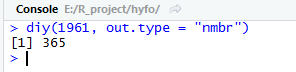 Console E:/R_project/hyfo/
> diy(1961, out.type = "nmbr")
[1] 365
>